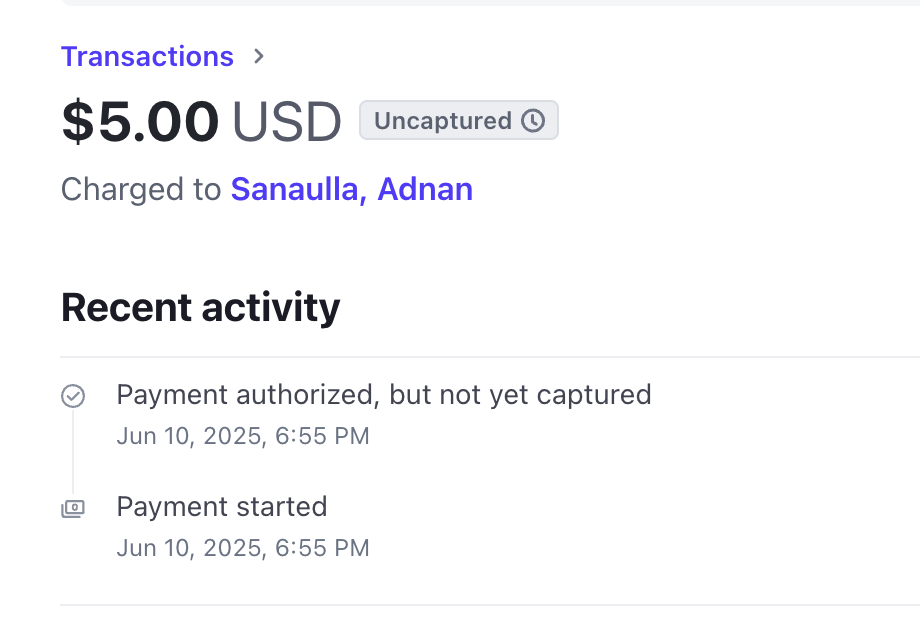 Transactions
$5.00 USD Uncaptured
Charged to Sanaulla, Adnan
Recent activity
Payment authorized, but not yet captured
Jun 10, 2025, 6:55 PM
Payment started
Jun 10, 2025, 6:55 PM